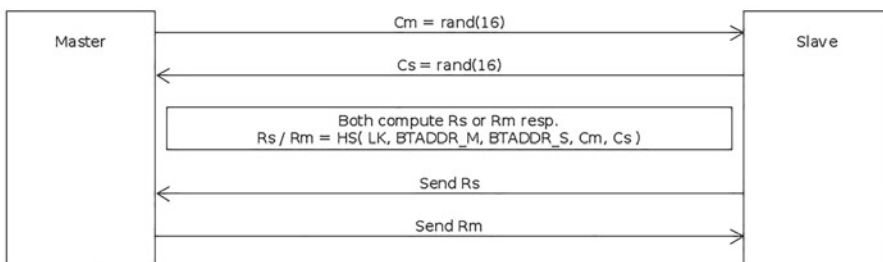 Cm = rand(16)
Master
Slave
Cs = rand(16)
Both compute Rs or Rm resp.
Rs / Rm = HS( LK, BTADDR_M, BTADDR_S, Cm, Cs )
Send Rs
Send Rm